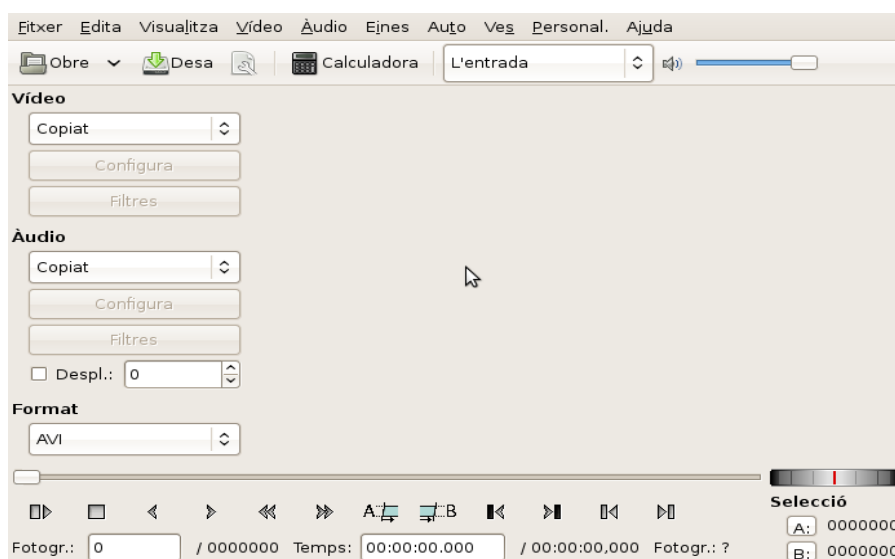 Fitxer Edita Visualitza Vídeo Àudio Eines Auto Ves Personal. Ajuda
Obre Desa Calculadora L'entrada
Vídeo
Copiat
Configura
Filtres
Àudio
Copiat
Configura
Filtres
Despl.: 0
Format
AVI
A B
Selecció
A: 0000000
Fotogr.: 0 / 0000000 Temps: 00:00:00.000 / 00:00:00,000 Fotogr.: ?
B: 0000000